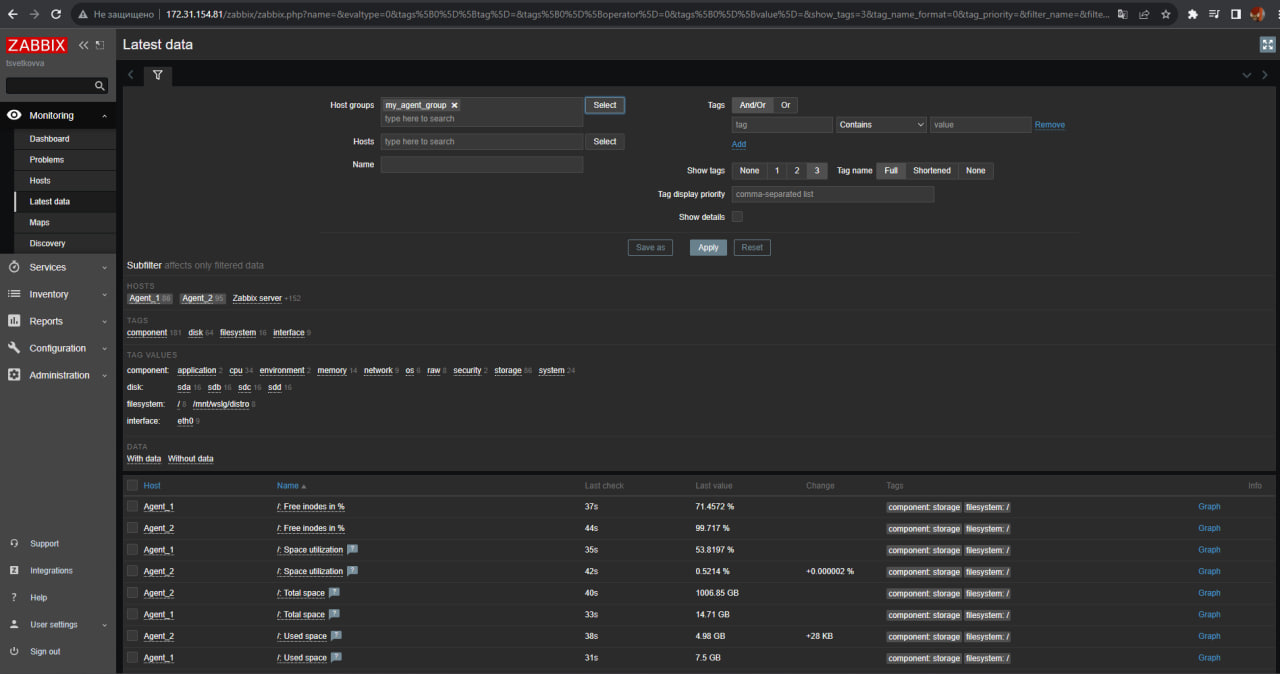 Не защищено | 172.31.154.81/zabbix/zabbix.php?name=&evaltype=0&tags%5B0%5D%5Btag%5D=&tags%5B0%5D%5Boperator%5D=0&tags%5B0%5D%5Bvalue%5D=&show_tags=3&tag_name_format=0&tag_priority=&filter_name=&filte...
ZABBIX
tsvetkovva
Monitoring
Dashboard
Problems
Hosts
Latest data
Maps
Discovery
Services
Inventory
Reports
Configuration
Administration
Support
Integrations
Help
User settings
Sign out
Latest data
Host groups my_agent_group Select
type here to search
Hosts type here to search Select
Name
Tags And/Or Or
tag Contains value Remove
Add
Show tags None 1 2 3 Tag name Full Shortened None
Tag display priority comma-separated list
Show details
Save as Apply Reset
Subfilter affects only filtered data
HOSTS
Agent_1 86 Agent_2 95 Zabbix server +152
TAGS
component 181 disk 64 filesystem 16 interface 9
TAG VALUES
component: application 2 cpu 34 environment 2 memory 14 network 9 os 6 raw 8 security 2 storage 86 system 24
disk: sda 16 sdb 16 sdc 16 sdd 16
filesystem: / 8 /mnt/wslg/distro 8
interface: eth0 9
DATA
With data Without data
Host Name Last check Last value Change Tags Info
Agent_1 /: Free inodes in % 37s 71.4572 % component: storage filesystem: / Graph
Agent_2 /: Free inodes in % 44s 99.717 % component: storage filesystem: / Graph
Agent_1 /: Space utilization ? 35s 53.8197 % component: storage filesystem: / Graph
Agent_2 /: Space utilization ? 42s 0.5214 % +0.000002 % component: storage filesystem: / Graph
Agent_2 /: Total space ? 40s 1006.85 GB component: storage filesystem: / Graph
Agent_1 /: Total space ? 33s 14.71 GB component: storage filesystem: / Graph
Agent_2 /: Used space ? 38s 4.98 GB +28 KB component: storage filesystem: / Graph
Agent_1 /: Used space ? 31s 7.5 GB component: storage filesystem: / Graph